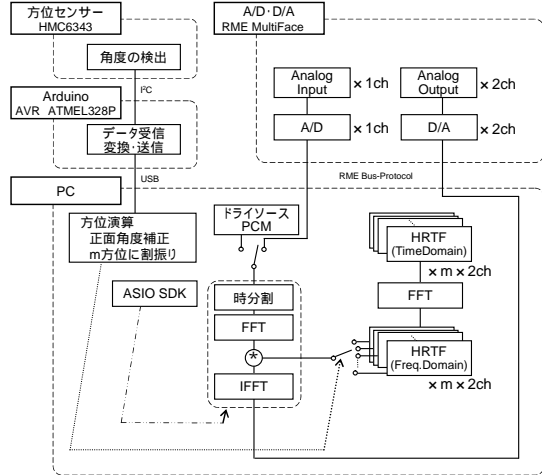 方位センサー
HMC6343
角度の検出
I²C
Arduino
AVR ATMEL328P
データ受信
変換・送信
USB
A/D・D/A
RME MultiFace
Analog
Input
×1ch
Analog
Output
×2ch
A/D
×1ch
D/A
×2ch
RME Bus-Protocol
PC
方位演算
正面角度補正
m方位に割振り
ドライソース
PCM
ASIO SDK
時分割
FFT
*
IFFT
HRTF
(TimeDomain)
×m×2ch
FFT
HRTF
(Freq.Domain)
×m×2ch